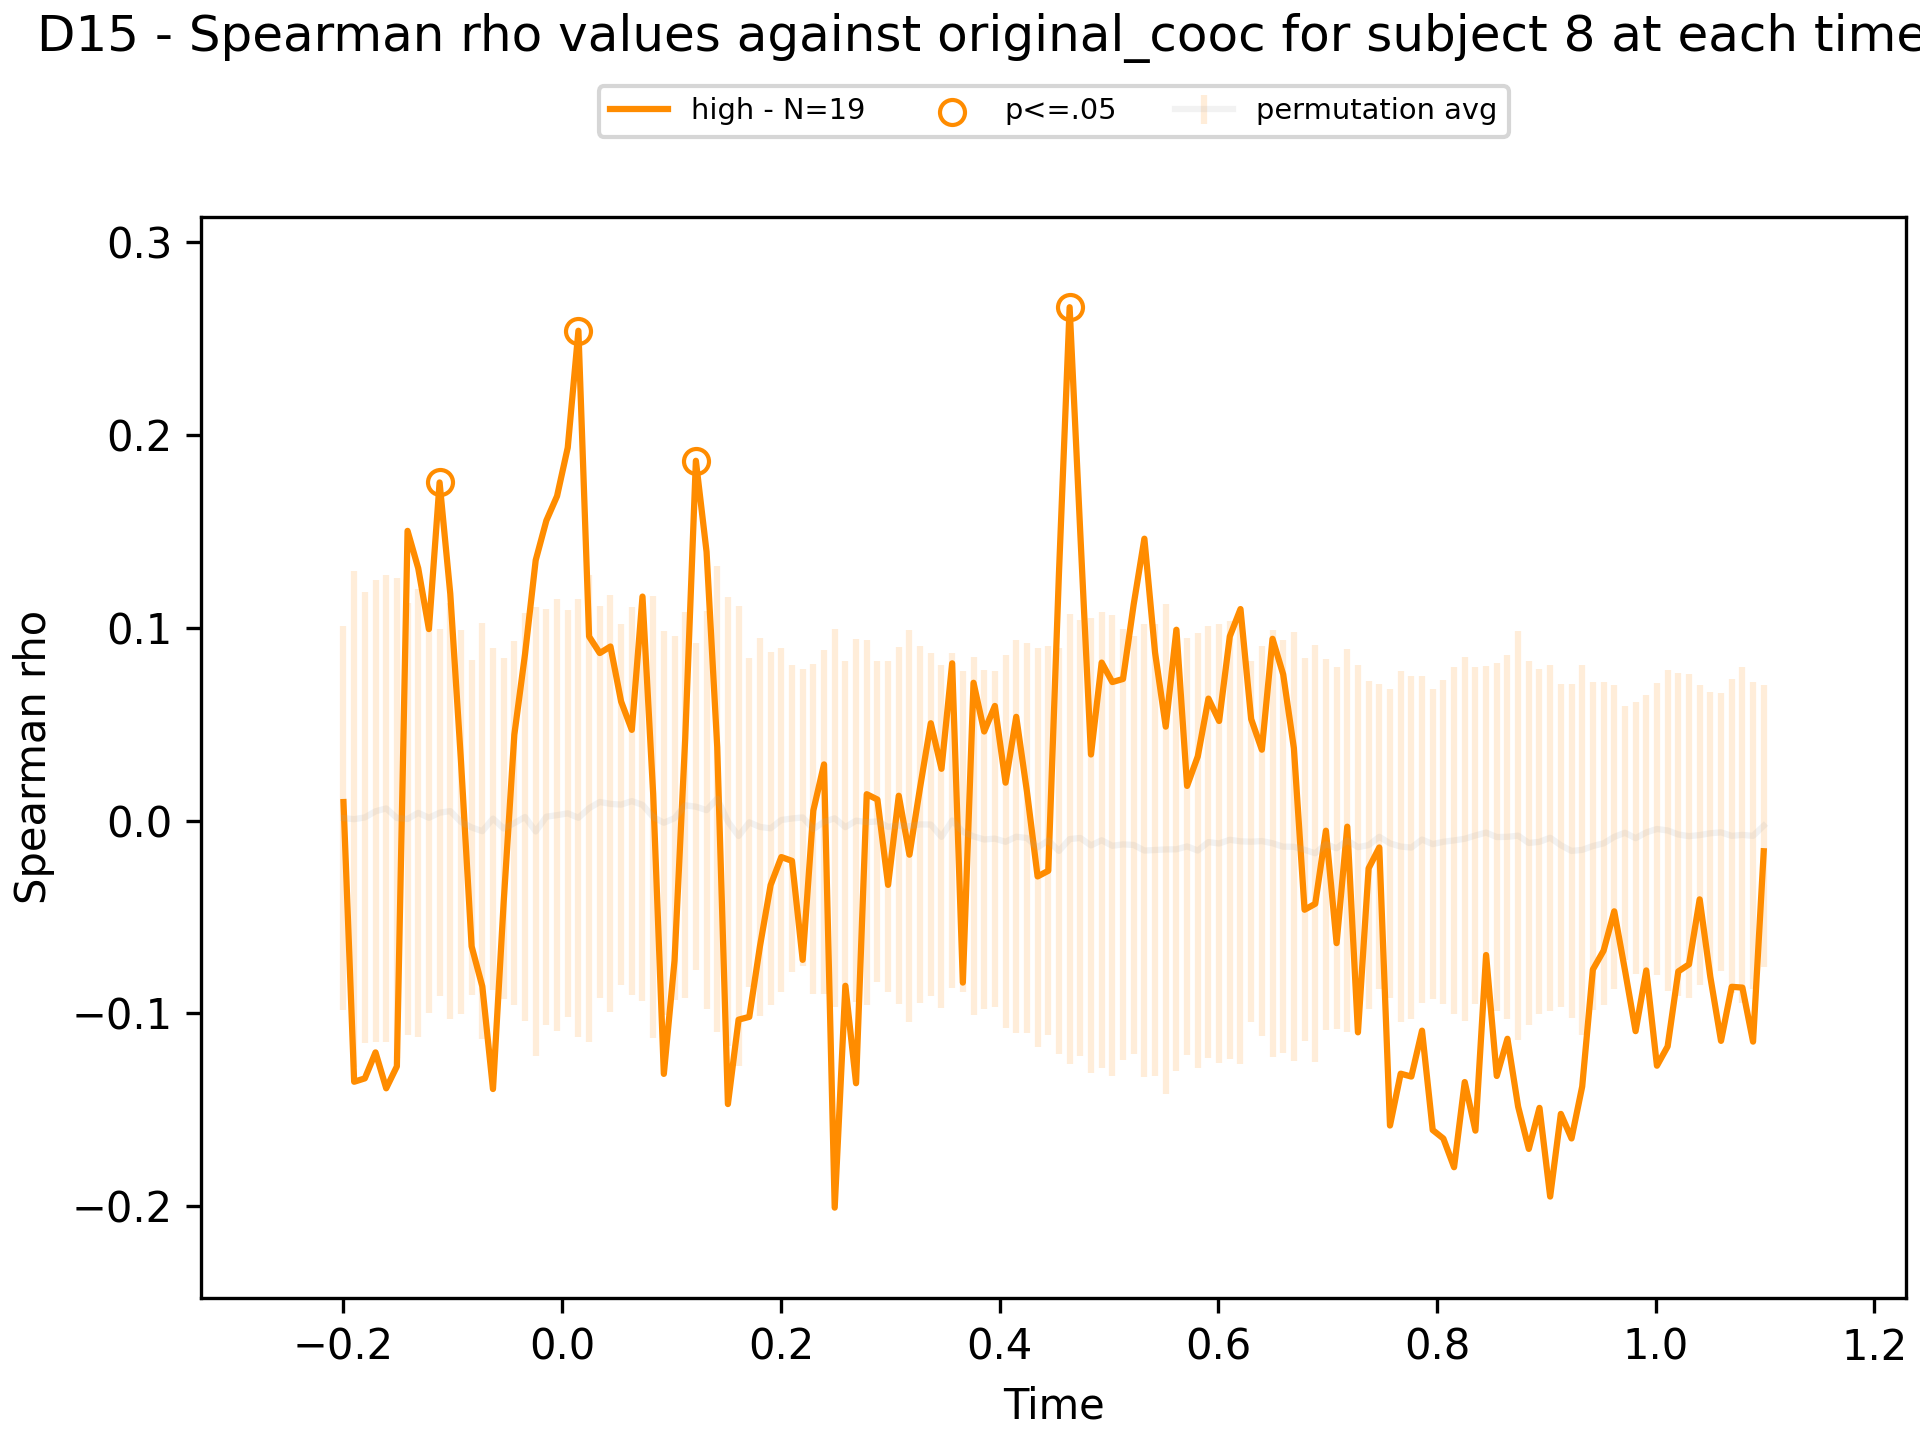 D15 - Spearman rho values against original_cooc for subject 8 at each time
high - N=19 p<=.05 permutation avg
0.3
0.2
0.1
0.0
−0.1
−0.2
Spearman rho
−0.2 0.0 0.2 0.4 0.6 0.8 1.0 1.2
Time